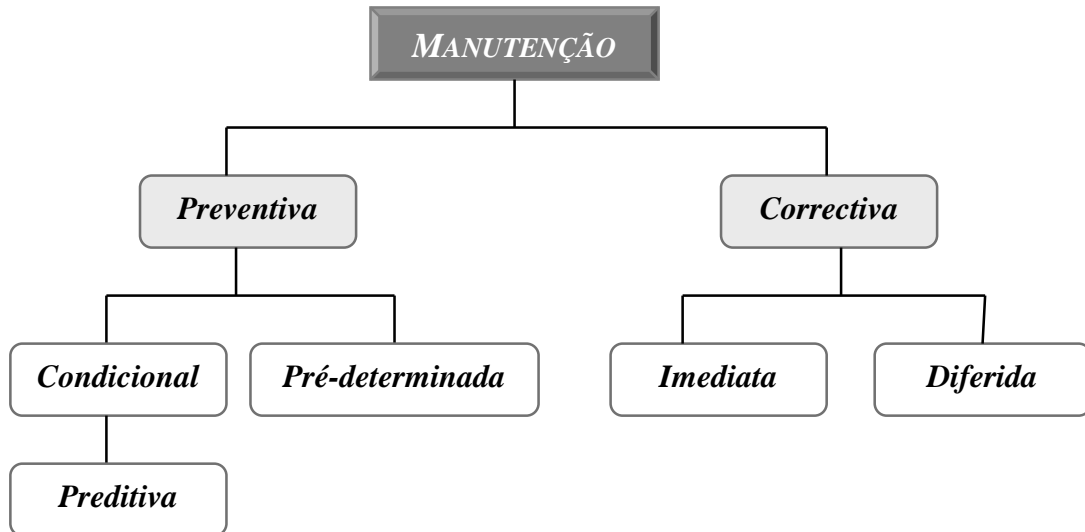 MANUTENÇÃO
Preventiva
Correctiva
Condicional
Pré-determinada
Imediata
Diferida
Preditiva